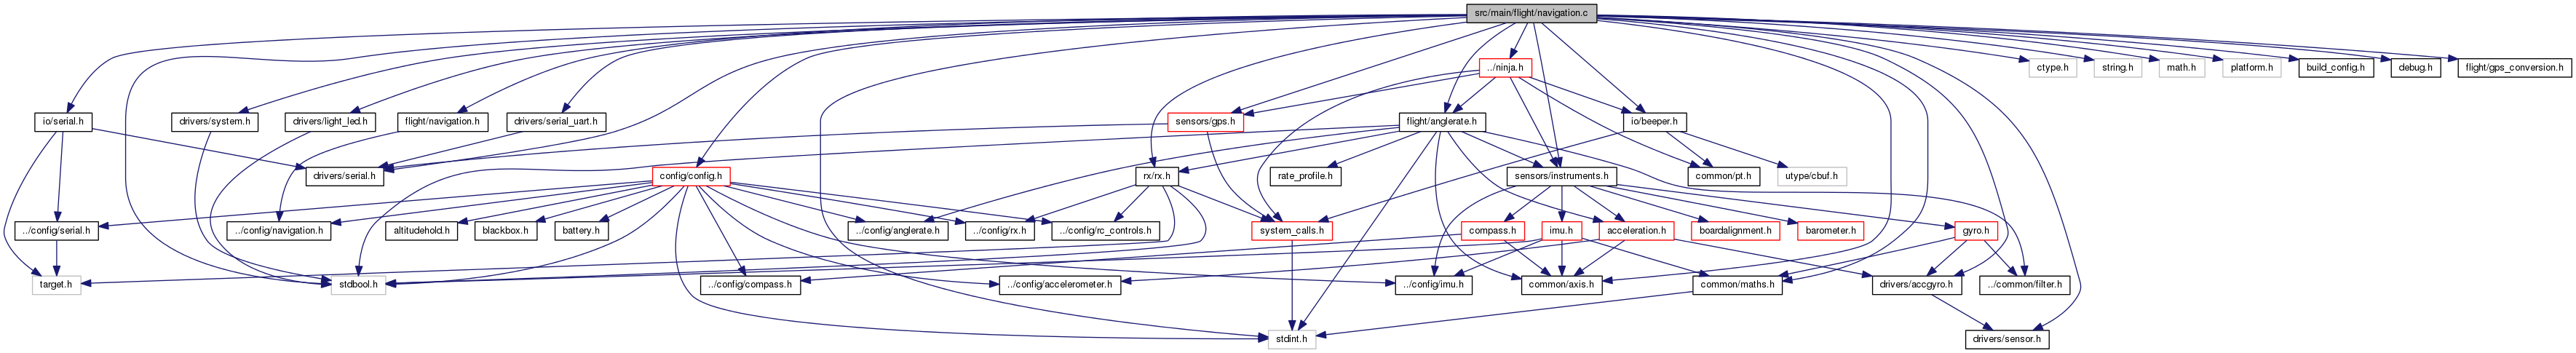 src/main/flight/navigation.c
../ninja.h
ctype.h
string.h
math.h
platform.h
build_config.h
debug.h
flight/gps_conversion.h
io/serial.h
drivers/system.h
drivers/light_led.h
flight/navigation.h
drivers/serial_uart.h
sensors/gps.h
flight/anglerate.h
io/beeper.h
drivers/serial.h
config/config.h
rx/rx.h
rate_profile.h
sensors/instruments.h
common/pt.h
utype/cbuf.h
../config/serial.h
../config/navigation.h
altitudehold.h
blackbox.h
battery.h
../config/anglerate.h
../config/rx.h
../config/rc_controls.h
system_calls.h
compass.h
imu.h
acceleration.h
boardalignment.h
barometer.h
gyro.h
target.h
stdbool.h
../config/compass.h
../config/accelerometer.h
../config/imu.h
common/axis.h
common/maths.h
drivers/accgyro.h
../common/filter.h
stdint.h
drivers/sensor.h